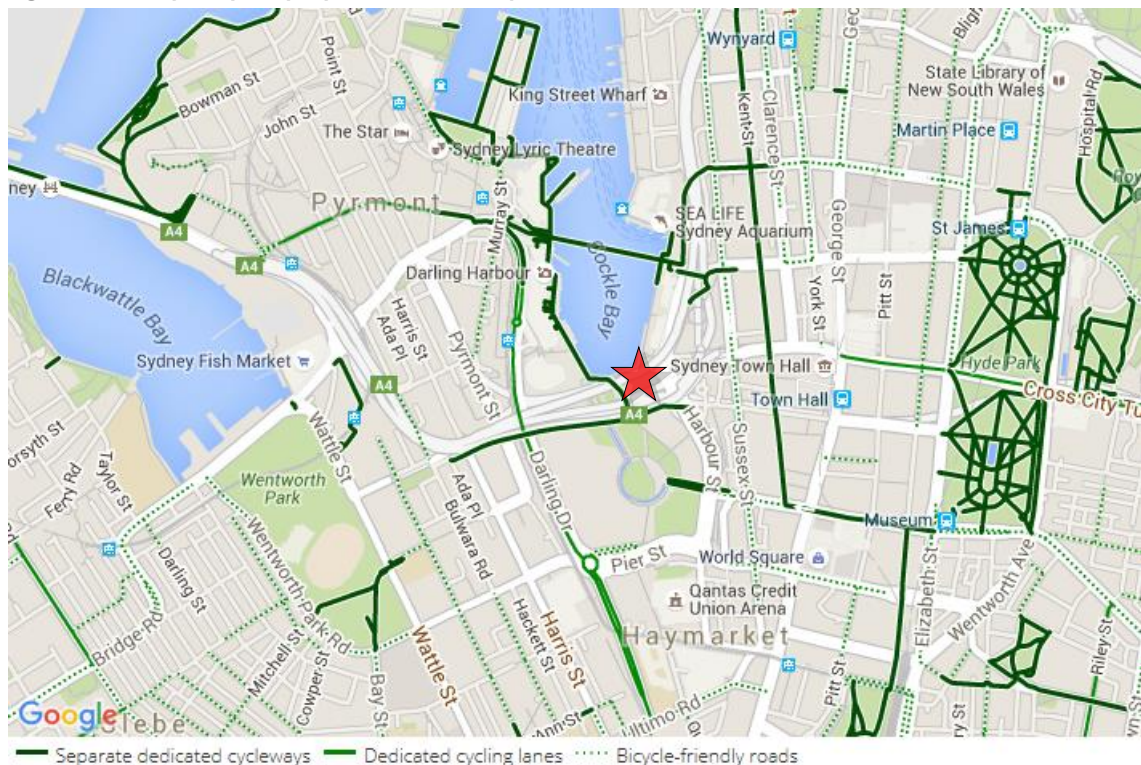 Wynyard
Bligh
Point St
Bowman St
King Street Wharf
State Library of
New South Wales
John St
The Star
Kent St
Clarence St
Martin Place
Hospital Rd
Sydney Lyric Theatre
Pyrmont
Murray St
A4
SEA LIFE
Sydney Aquarium
St James
A4
George St
Blackwattle
Bay
Darling Harbour
Cockle
Bay
York St
Pitt St
Harris St
Ada Pl
Pyrmont St
Sydney Fish Market
Sydney Town Hall
Hyde Park
A4
Town Hall
Cross City Tu
A4
Harbour St
Sussex St
Wattle St
Taylor St
Ferry Rd
Wentworth
Park
Ada Pl
Bulwara Rd
Darling Dr
Museum
World Square
Pier St
Elizabeth St
Wentworth Ave
Darling St
Wentworth Park Rd
Qantas Credit
Union Arena
Hackett St
Harris St
Haymarket
Bridge Rd
Mitchell St
Cowper St
Wattle St
Bay St
Pitt St
Riley St
Google
Ultimo Rd
Ann St
Separate dedicated cycleways Dedicated cycling lanes Bicycle-friendly roads